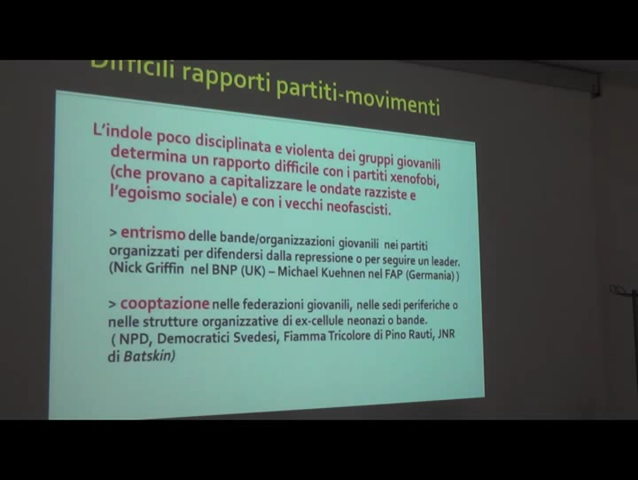 Difficili rapporti partiti-movimenti
L'indole poco disciplinata e violenta dei gruppi giovanili
determina un rapporto difficile con i partiti xenofobi,
(che provano a capitalizzare le ondate razziste e
l'egoismo sociale) e con i vecchi neofascisti.
> entrismo delle bande/organizzazioni giovanili nei partiti
organizzati per difendersi dalla repressione o per seguire un leader.
(Nick Griffin nel BNP (UK) – Michael Kuehnen nel FAP (Germania) )
> cooptazione nelle federazioni giovanili, nelle sedi periferiche o
nelle strutture organizzative di ex-cellule neonazi o bande.
( NPD, Democratici Svedesi, Fiamma Tricolore di Pino Rauti, JNR
di Batskin)